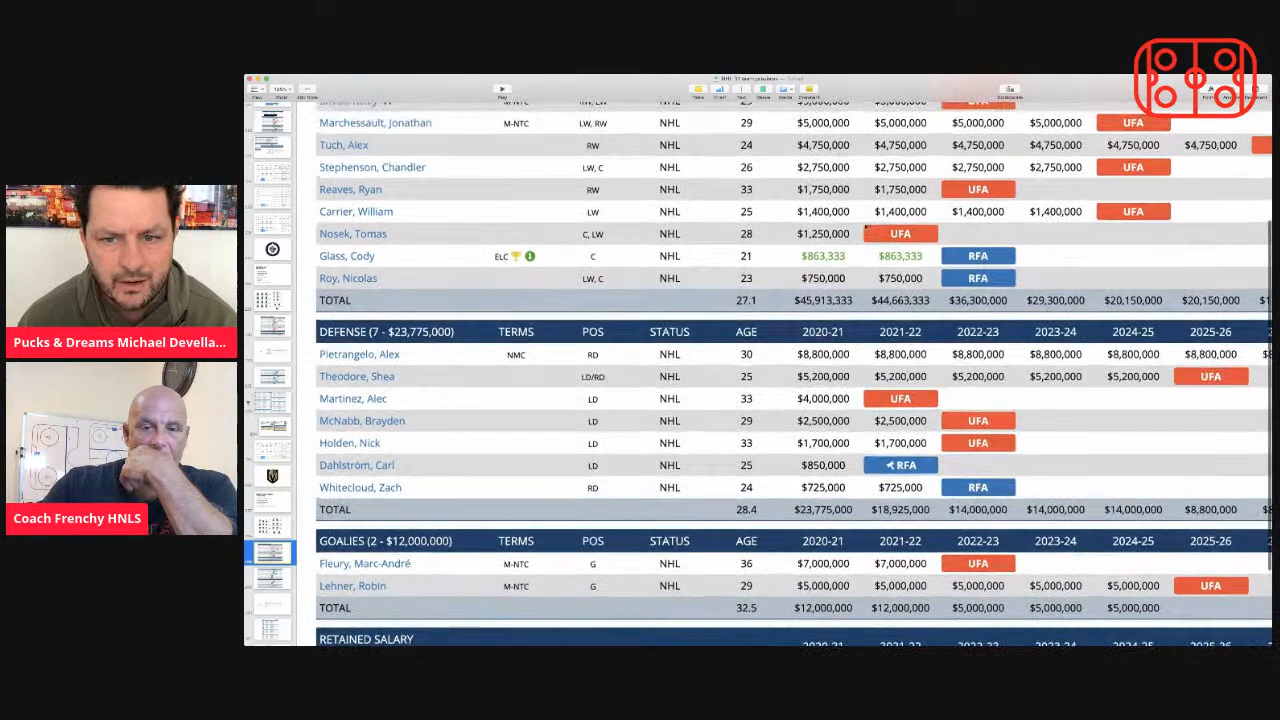 Marchessault, Jonathan M-NTC LW, RW NHL 29 $5,000,000 $5,000,000 $5,000,000 $5,000,000 UFA
Tuch, Alex RW NHL 24 $4,750,000 $4,750,000 $4,750,000 $4,750,000 $4,750,000 $4,750,000
Stephenson, Chandler LW, C NHL 26 $2,750,000 $2,750,000 $2,750,000 $2,750,000 UFA
Reaves, Ryan RW NHL 33 $1,750,000 $1,750,000 UFA
Carrier, William LW NHL 25 $1,400,000 $1,400,000 $1,400,000 $1,400,000 UFA
Nosek, Tomas C, LW NHL 28 $1,250,000 UFA
Glass, Cody ELC C NHL 21 $863,333 $863,333 RFA
Roy, Nicolas LW, C NHL 23 $750,000 $750,000 RFA
TOTAL 27.1 $20,150,000 $20,150,000
DEFENSE (7 - $23,775,000) TERMS POS STATUS AGE 2020-21 2021-22 2022-23 2023-24 2024-25 2025-26
Pietrangelo, Alex NMC RD NHL 30 $8,800,000 $8,800,000 $8,800,000 $8,800,000 $8,800,000 $8,800,000
Theodore, Shea LD/RD NHL 25 $5,200,000 $5,200,000 $5,200,000 $5,200,000 $5,200,000 UFA
Martinez, Alec LD NHL 33 $4,000,000 UFA
McNabb, Brayden LD NHL 29 $2,500,000 $2,500,000 UFA
Holden, Nick LD NHL 33 $1,700,000 $1,700,000 UFA
Dahlström, Carl LD NHL 25 $850,000 RFA
Whitecloud, Zach RD NHL 24 $725,000 $725,000 RFA
TOTAL 28.4 $23,775,000 $18,925,000 $14,000,000 $14,000,000 $14,000,000 $8,800,000
GOALIES (2 - $12,000,000) TERMS POS STATUS AGE 2020-21 2021-22 2022-23 2023-24 2024-25 2025-26
Fleury, Marc-André M-NTC G NHL 36 $7,000,000 $7,000,000 UFA
Lehner, Robin M-NTC G NHL 29 $5,000,000 $5,000,000 $5,000,000 $5,000,000 $5,000,000 UFA
TOTAL 32.5 $12,000,000 $12,000,000 $5,000,000 $5,000,000 $5,000,000
RETAINED SALARY 2020-21 2021-22 2022-23 2023-24 2024-25 2025-26
Pucks & Dreams Michael Devella...
Coach Frenchy HNLS